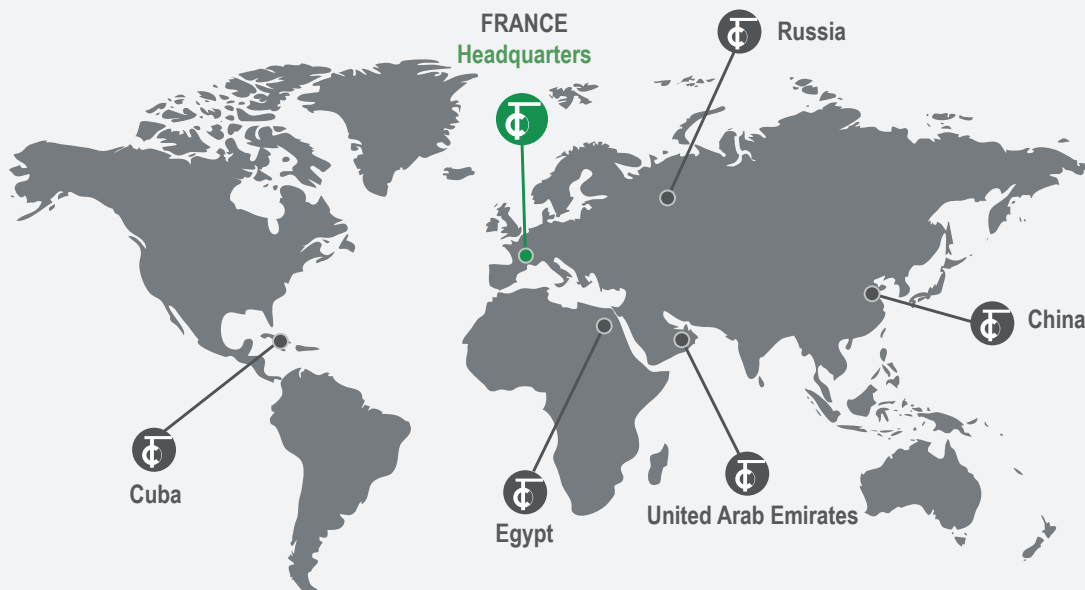 FRANCE
Headquarters
Russia
China
Cuba
Egypt
United Arab Emirates